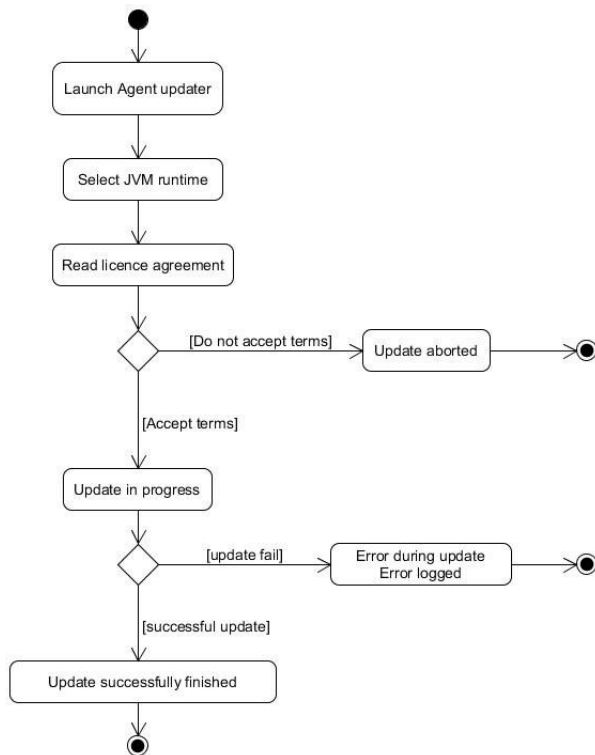 Launch Agent updater
Select JVM runtime
Read licence agreement
[Do not accept terms]
Update aborted
[Accept terms]
Update in progress
[update fail]
Error during update
Error logged
[successful update]
Update successfully finished